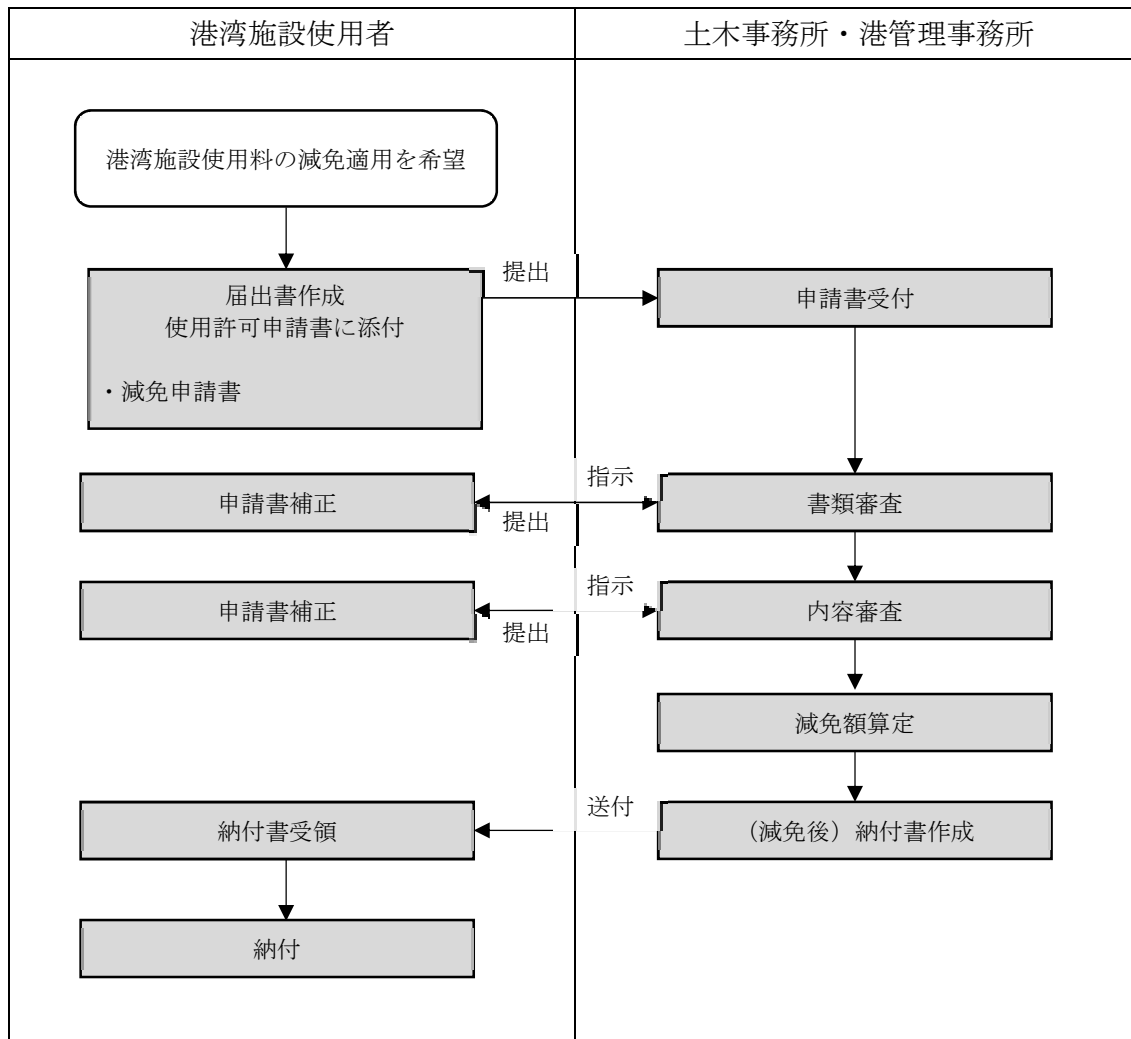 港湾施設使用者
土木事務所・港管理事務所
港湾施設使用料の減免適用を希望
届出書作成
使用許可申請書に添付
・減免申請書
提出
申請書受付
申請書補正
指示
提出
書類審査
申請書補正
指示
提出
内容審査
減免額算定
納付書受領
送付
（減免後）納付書作成
納付